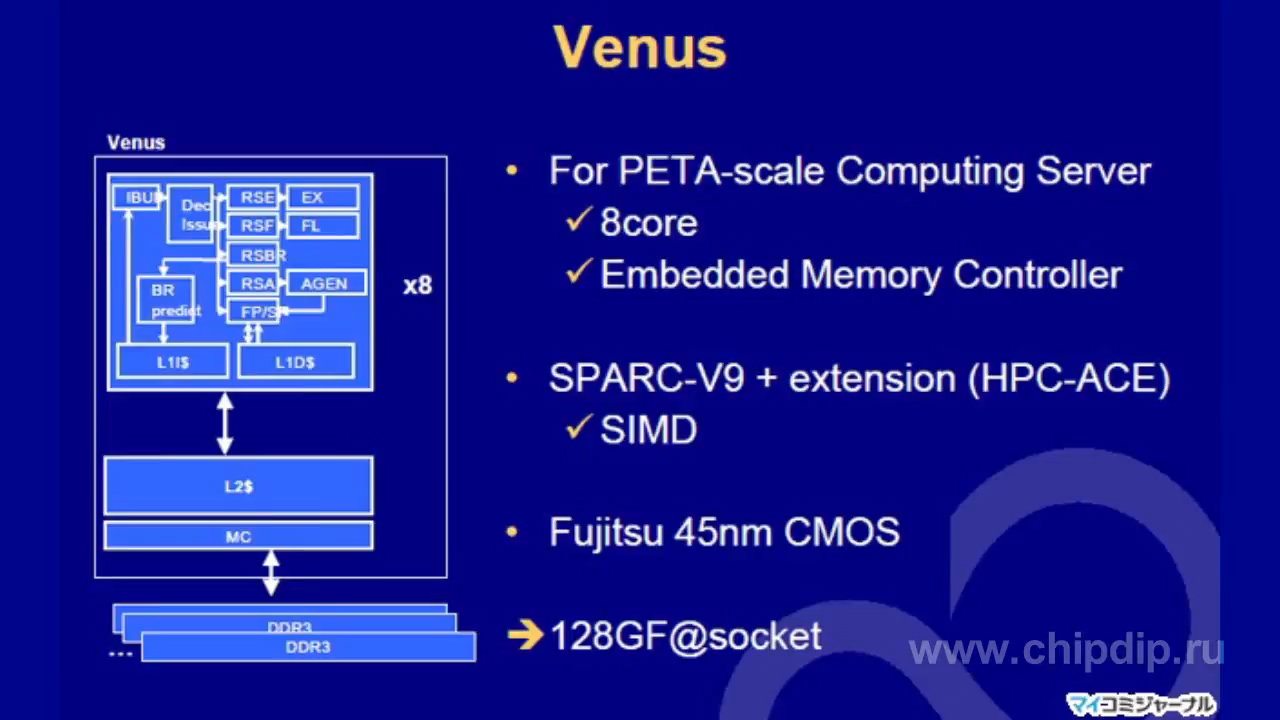 Venus
Venus
IBU
Dec
Issu
RSE
EX
RSF
FL
RSBR
RSA
AGEN
FP/S
BR
predict
L1I$
L1D$
x8
L2$
MC
DDR3
DDR3
...
• For PETA-scale Computing Server
✓ 8core
✓ Embedded Memory Controller
• SPARC-V9 + extension (HPC-ACE)
✓ SIMD
• Fujitsu 45nm CMOS
➔ 128GF@socket
www.chipdip.ru
マイコミジャーナル